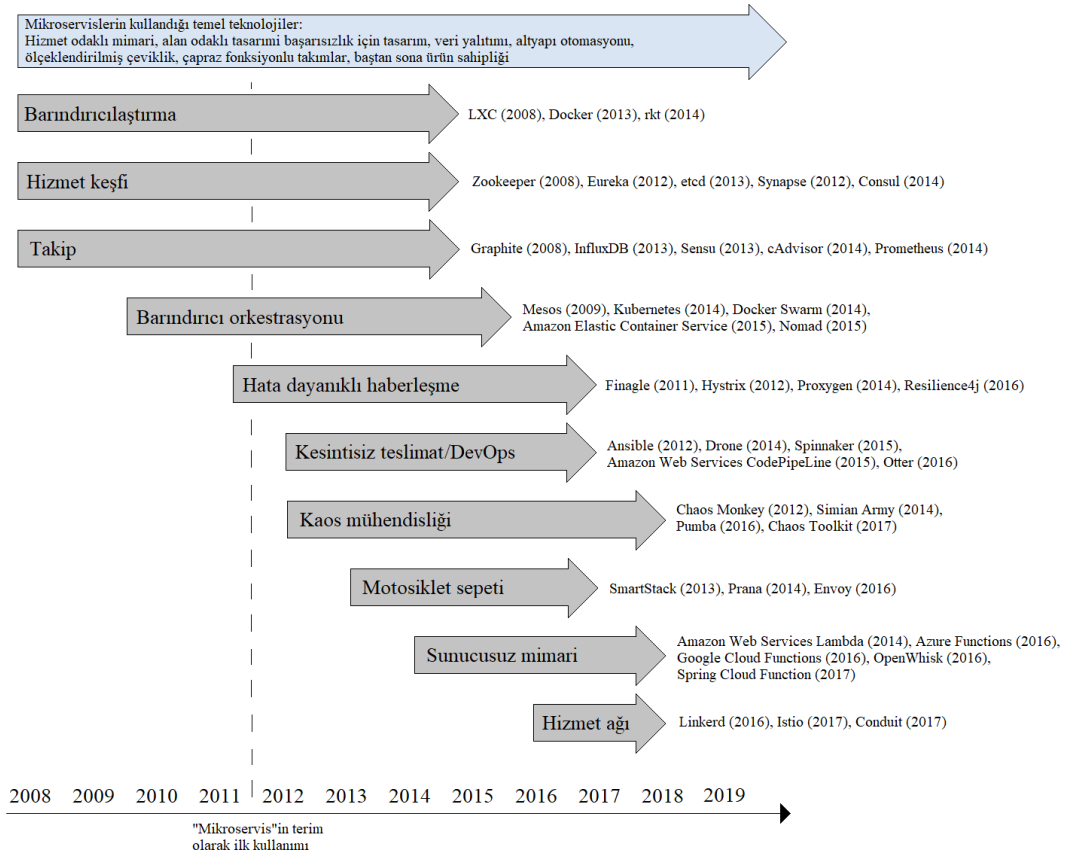 Mikroservislerin kullandığı temel teknolojiler:
Hizmet odaklı mimari, alan odaklı tasarımi başarısızlık için tasarım, veri yalıtımı, altyapı otomasyonu,
ölçeklendirilmiş çeviklik, çapraz fonksiyonlu takımlar, baştan sona ürün sahipliği
Barındırıcılaştırma
LXC (2008), Docker (2013), rkt (2014)
Hizmet keşfi
Zookeeper (2008), Eureka (2012), etcd (2013), Synapse (2012), Consul (2014)
Takip
Graphite (2008), InfluxDB (2013), Sensu (2013), cAdvisor (2014), Prometheus (2014)
Barındırıcı orkestrasyonu
Mesos (2009), Kubernetes (2014), Docker Swarm (2014),
Amazon Elastic Container Service (2015), Nomad (2015)
Hata dayanıklı haberleşme
Finagle (2011), Hystrix (2012), Proxygen (2014), Resilience4j (2016)
Kesintisiz teslimat/DevOps
Ansible (2012), Drone (2014), Spinnaker (2015),
Amazon Web Services CodePipeLine (2015), Otter (2016)
Kaos mühendisliği
Chaos Monkey (2012), Simian Army (2014),
Pumba (2016), Chaos Toolkit (2017)
Motosiklet sepeti
SmartStack (2013), Prana (2014), Envoy (2016)
Sunucusuz mimari
Amazon Web Services Lambda (2014), Azure Functions (2016),
Google Cloud Functions (2016), OpenWhisk (2016),
Spring Cloud Function (2017)
Hizmet ağı
Linkerd (2016), Istio (2017), Conduit (2017)
2008 2009 2010 2011 2012 2013 2014 2015 2016 2017 2018 2019
"Mikroservis"in terim
olarak ilk kullanımı